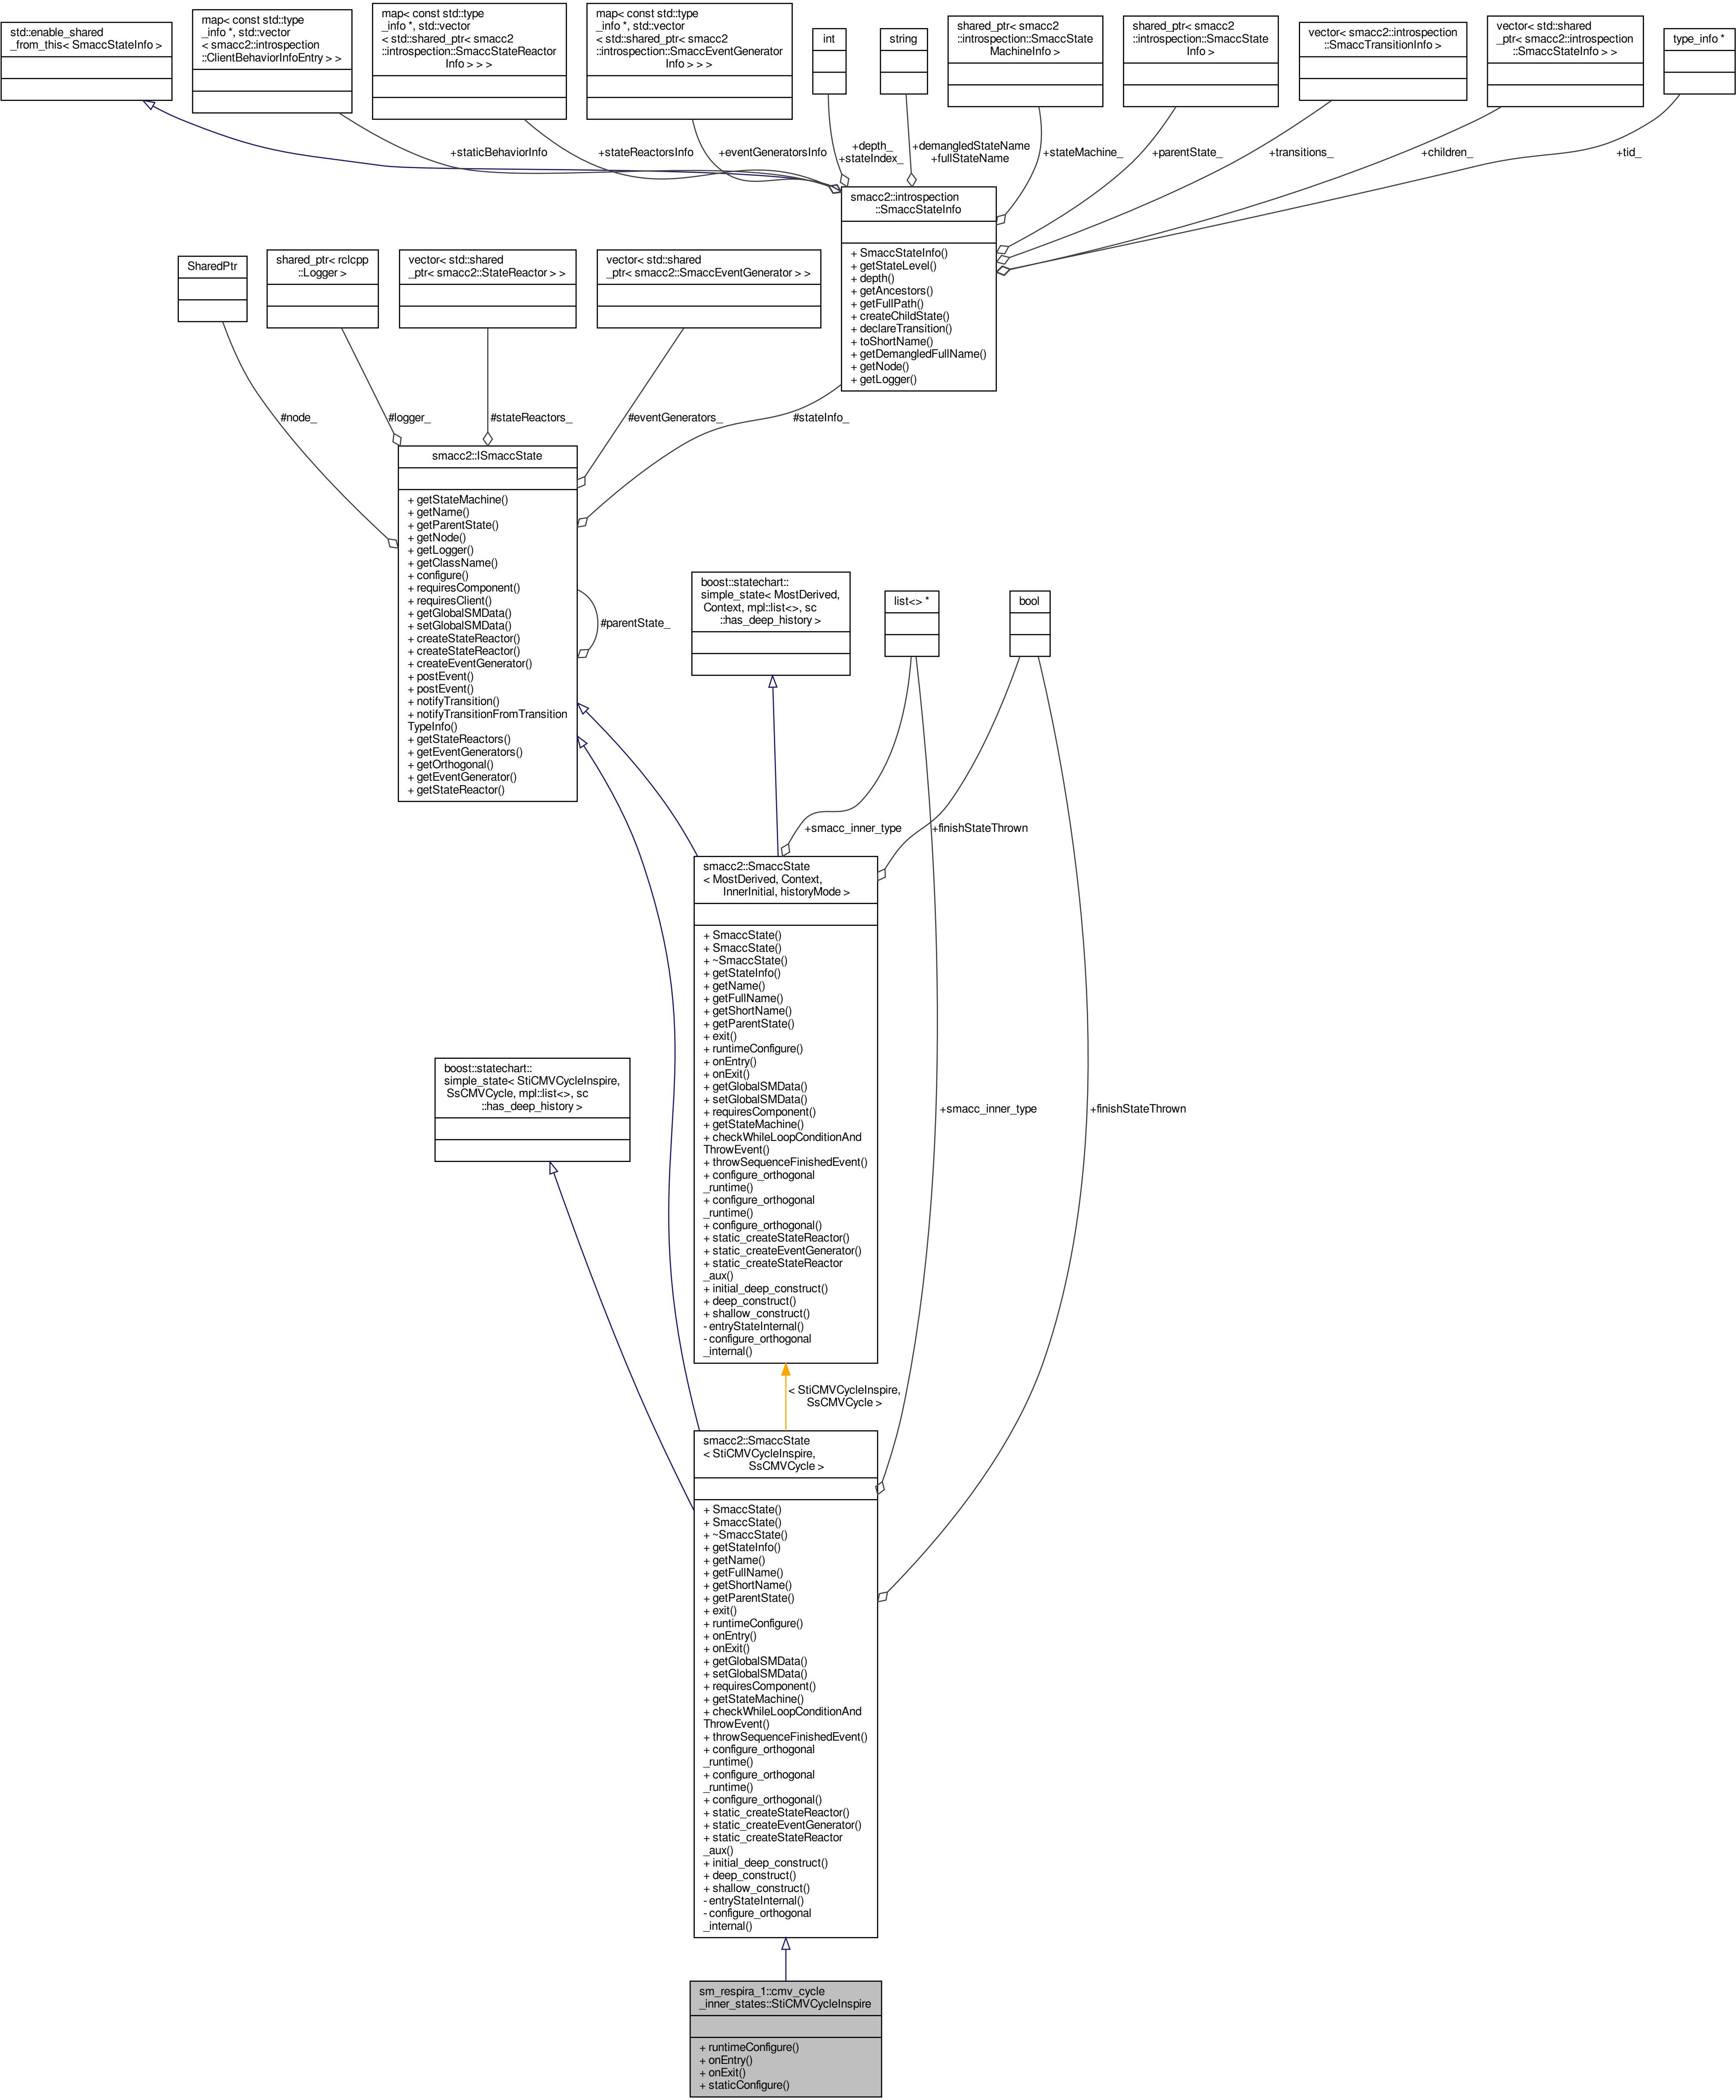 std::enable_shared
_from_this< SmaccStateInfo >
map< const std::type
_info *, std::vector
< smacc2::introspection
::ClientBehaviorInfoEntry > >
map< const std::type
_info *, std::vector
< std::shared_ptr< smacc2
::introspection::SmaccStateReactor
Info > > >
map< const std::type
_info *, std::vector
< std::shared_ptr< smacc2
::introspection::SmaccEventGenerator
Info > > >
int
string
shared_ptr< smacc2
::introspection::SmaccState
MachineInfo >
shared_ptr< smacc2
::introspection::SmaccState
Info >
vector< smacc2::introspection
::SmaccTransitionInfo >
vector< std::shared
_ptr< smacc2::introspection
::SmaccStateInfo > >
type_info *
+staticBehaviorInfo
+stateReactorsInfo
+eventGeneratorsInfo
+depth_
+stateIndex_
+demangledStateName
+fullStateName
+stateMachine_
+parentState_
+transitions_
+children_
+tid_
smacc2::introspection
::SmaccStateInfo
+ SmaccStateInfo()
+ getStateLevel()
+ depth()
+ getAncestors()
+ getFullPath()
+ createChildState()
+ declareTransition()
+ toShortName()
+ getDemangledFullName()
+ getNode()
+ getLogger()
SharedPtr
shared_ptr< rclcpp
::Logger >
vector< std::shared
_ptr< smacc2::StateReactor > >
vector< std::shared
_ptr< smacc2::SmaccEventGenerator > >
#node_
#logger_
#stateReactors_
#eventGenerators_
#stateInfo_
smacc2::ISmaccState
+ getStateMachine()
+ getName()
+ getParentState()
+ getNode()
+ getLogger()
+ getClassName()
+ configure()
+ requiresComponent()
+ requiresClient()
+ getGlobalSMData()
+ setGlobalSMData()
+ createStateReactor()
+ createStateReactor()
+ createEventGenerator()
+ postEvent()
+ postEvent()
+ notifyTransition()
+ notifyTransitionFromTransition
TypeInfo()
+ getStateReactors()
+ getEventGenerators()
+ getOrthogonal()
+ getEventGenerator()
+ getStateReactor()
#parentState_
boost::statechart::
simple_state< MostDerived,
Context, mpl::list<>, sc
::has_deep_history >
list<> *
bool
+smacc_inner_type
+finishStateThrown
smacc2::SmaccState
< MostDerived, Context,
InnerInitial, historyMode >
+ SmaccState()
+ SmaccState()
+ ~SmaccState()
+ getStateInfo()
+ getName()
+ getFullName()
+ getShortName()
+ getParentState()
+ exit()
+ runtimeConfigure()
+ onEntry()
+ onExit()
+ getGlobalSMData()
+ setGlobalSMData()
+ requiresComponent()
+ getStateMachine()
+ checkWhileLoopConditionAnd
ThrowEvent()
+ throwSequenceFinishedEvent()
+ configure_orthogonal
_runtime()
+ configure_orthogonal
_runtime()
+ configure_orthogonal()
+ static_createStateReactor()
+ static_createEventGenerator()
+ static_createStateReactor
_aux()
+ initial_deep_construct()
+ deep_construct()
+ shallow_construct()
- entryStateInternal()
- configure_orthogonal
_internal()
boost::statechart::
simple_state< StiCMVCycleInspire,
SsCMVCycle, mpl::list<>, sc
::has_deep_history >
+smacc_inner_type
+finishStateThrown
< StiCMVCycleInspire,
SsCMVCycle >
smacc2::SmaccState
< StiCMVCycleInspire,
SsCMVCycle >
+ SmaccState()
+ SmaccState()
+ ~SmaccState()
+ getStateInfo()
+ getName()
+ getFullName()
+ getShortName()
+ getParentState()
+ exit()
+ runtimeConfigure()
+ onEntry()
+ onExit()
+ getGlobalSMData()
+ setGlobalSMData()
+ requiresComponent()
+ getStateMachine()
+ checkWhileLoopConditionAnd
ThrowEvent()
+ throwSequenceFinishedEvent()
+ configure_orthogonal
_runtime()
+ configure_orthogonal
_runtime()
+ configure_orthogonal()
+ static_createStateReactor()
+ static_createEventGenerator()
+ static_createStateReactor
_aux()
+ initial_deep_construct()
+ deep_construct()
+ shallow_construct()
- entryStateInternal()
- configure_orthogonal
_internal()
sm_respira_1::cmv_cycle
_inner_states::StiCMVCycleInspire
+ runtimeConfigure()
+ onEntry()
+ onExit()
+ staticConfigure()